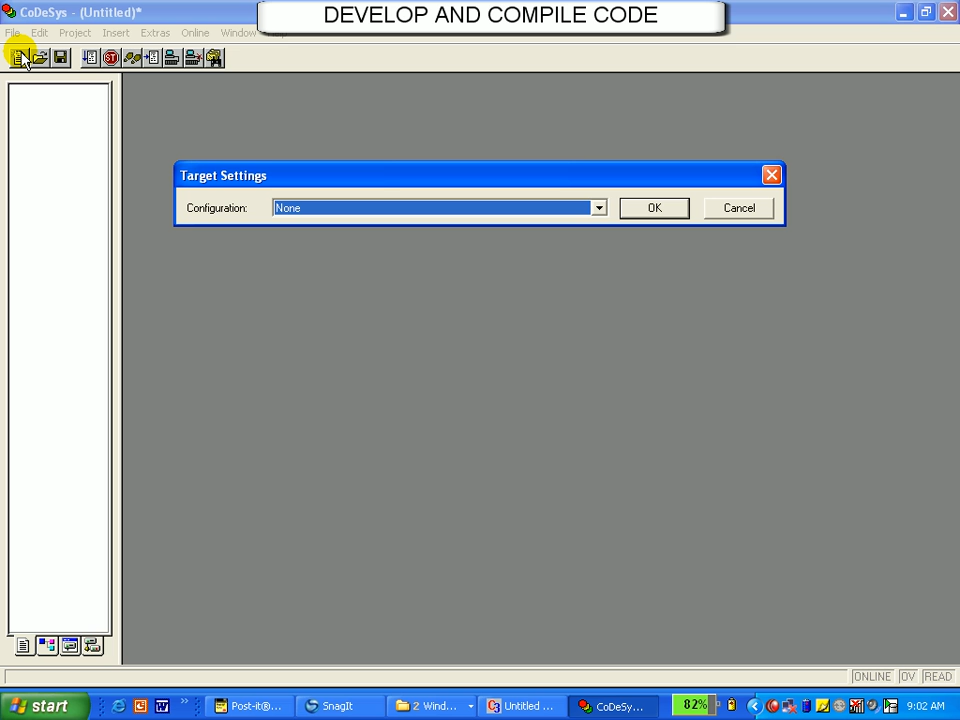 CoDeSys - (Untitled)*
DEVELOP AND COMPILE CODE
File Edit Project Insert Extras Online Window
Target Settings
Configuration: None OK Cancel
ONLINE OV READ
start Post-it®... SnagIt 2 Wind... Untitled ... CoDeSy... 82% 9:02 AM